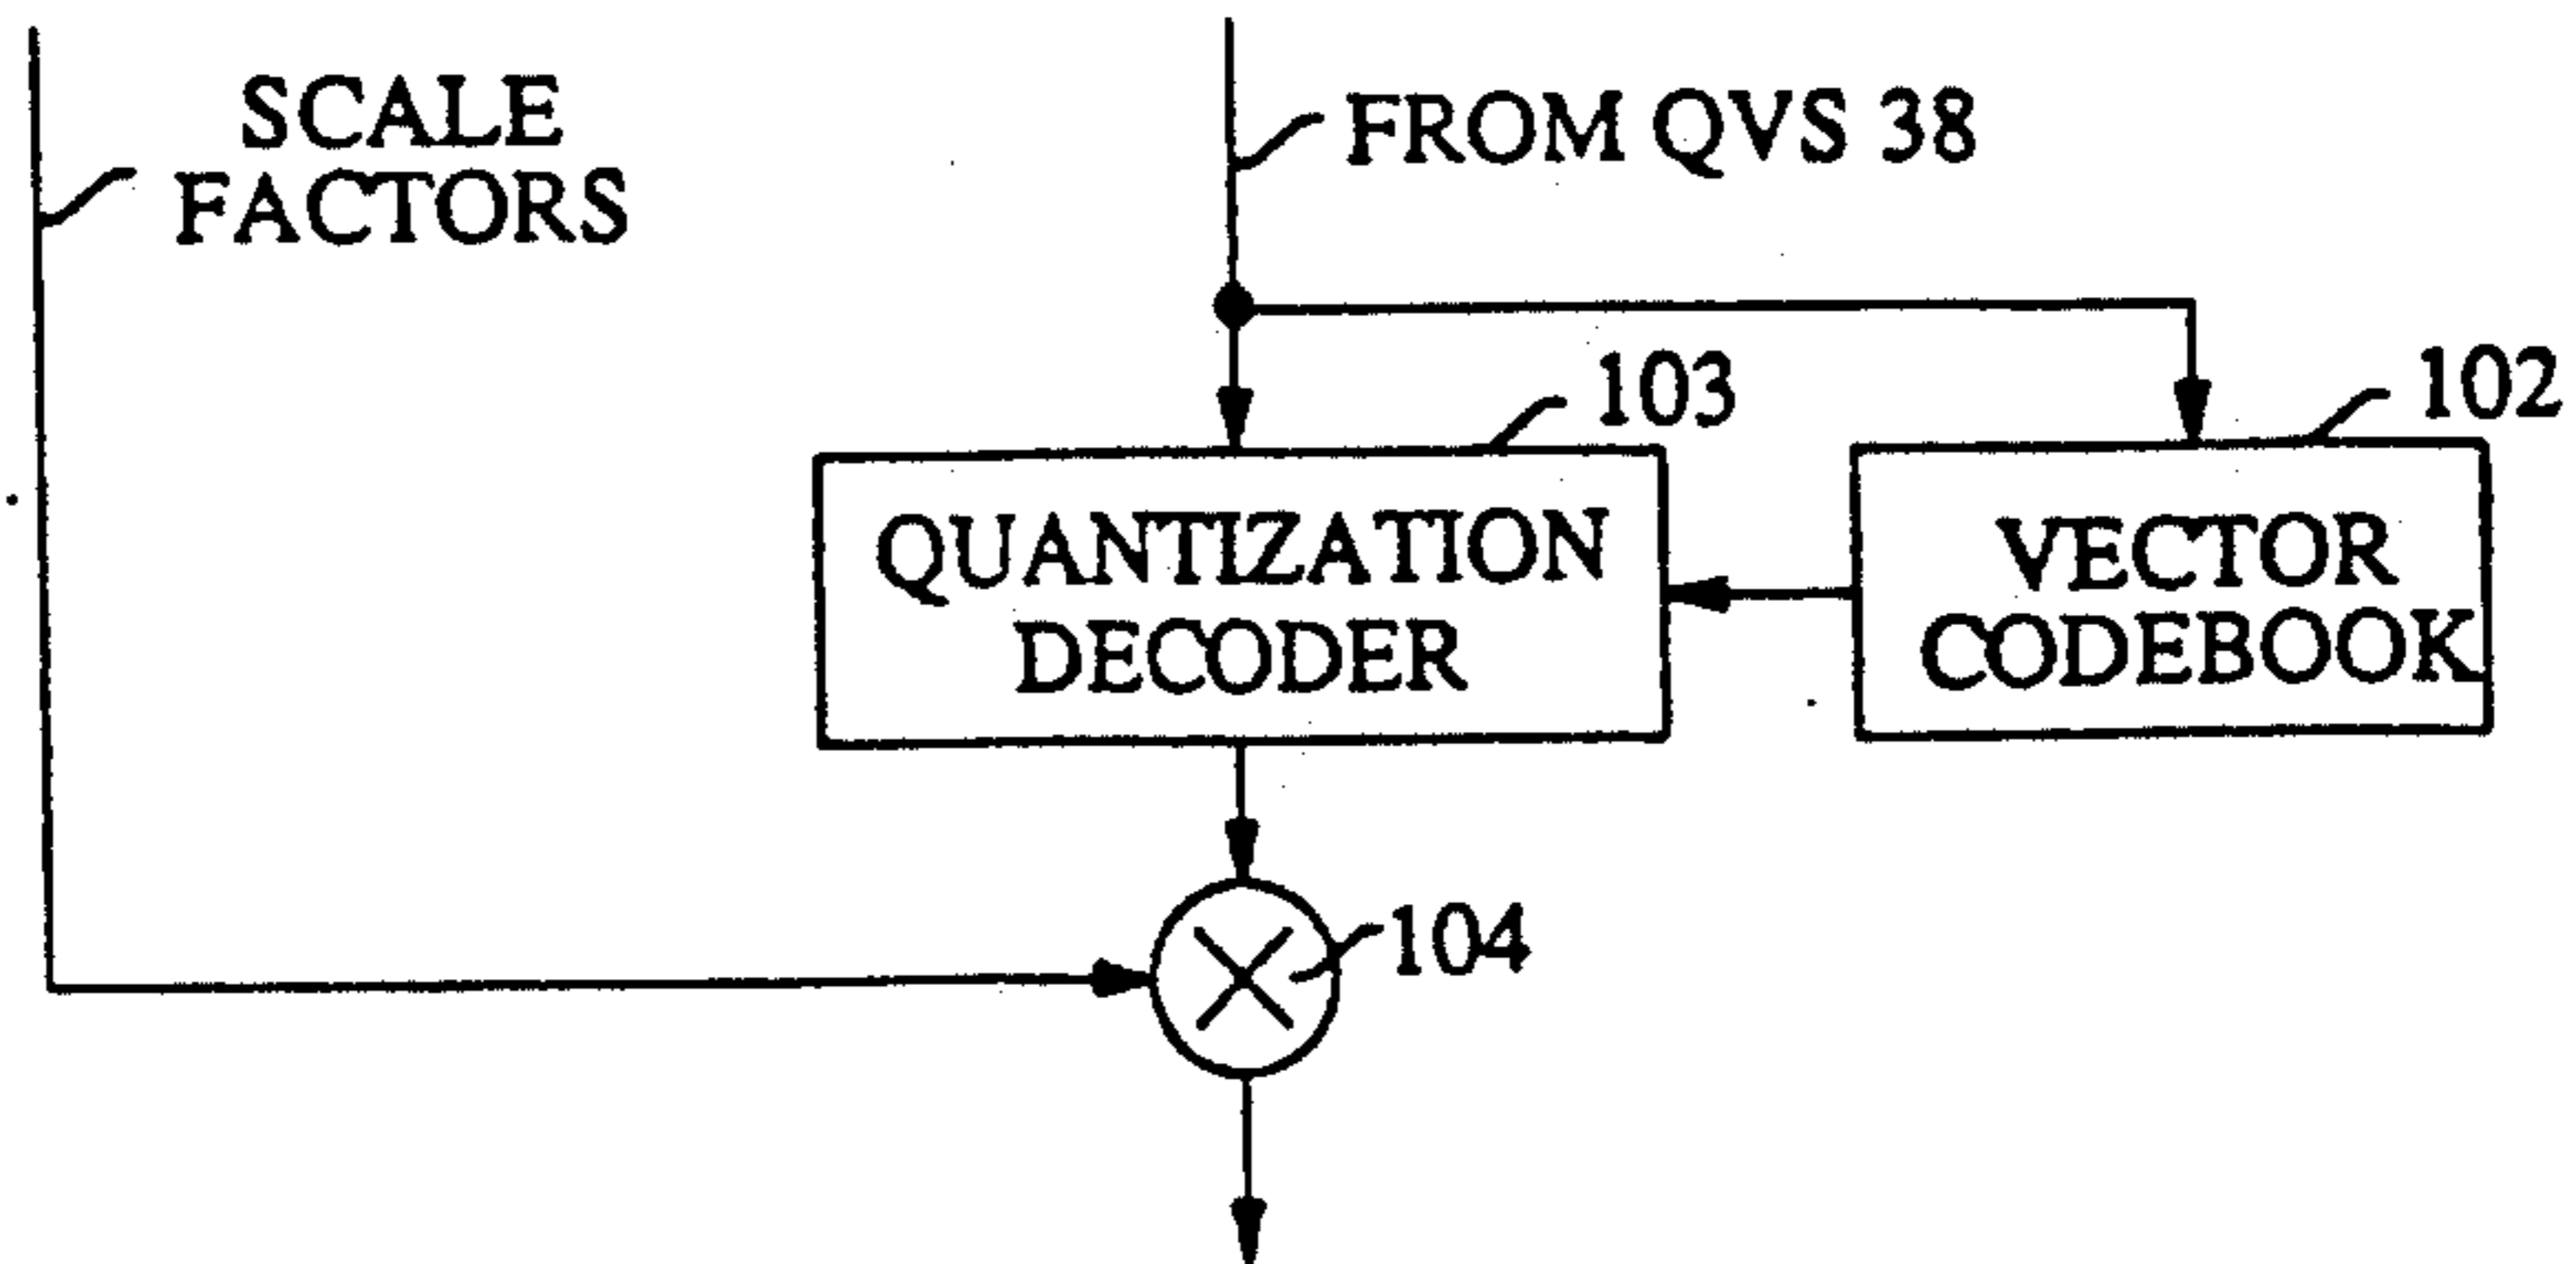 SCALE
FACTORS
FROM QVS 38
103
102
QUANTIZATION
DECODER
VECTOR
CODEBOOK
104